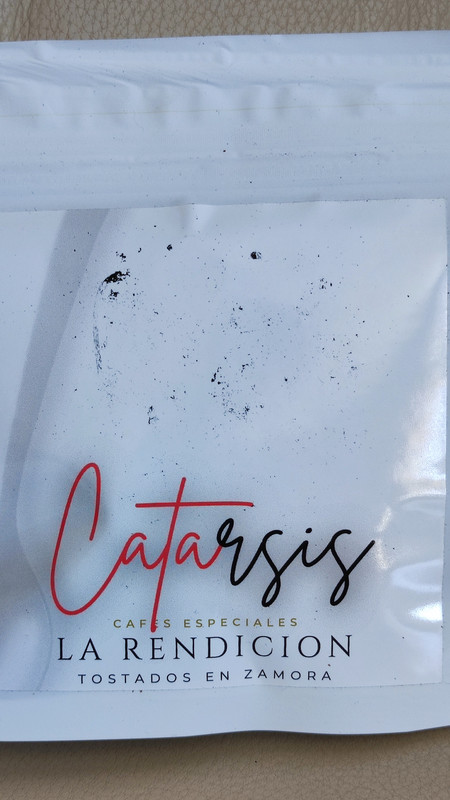 Catarsis
CAFES ESPECIALES
LA RENDICION
TOSTADOS EN ZAMORA